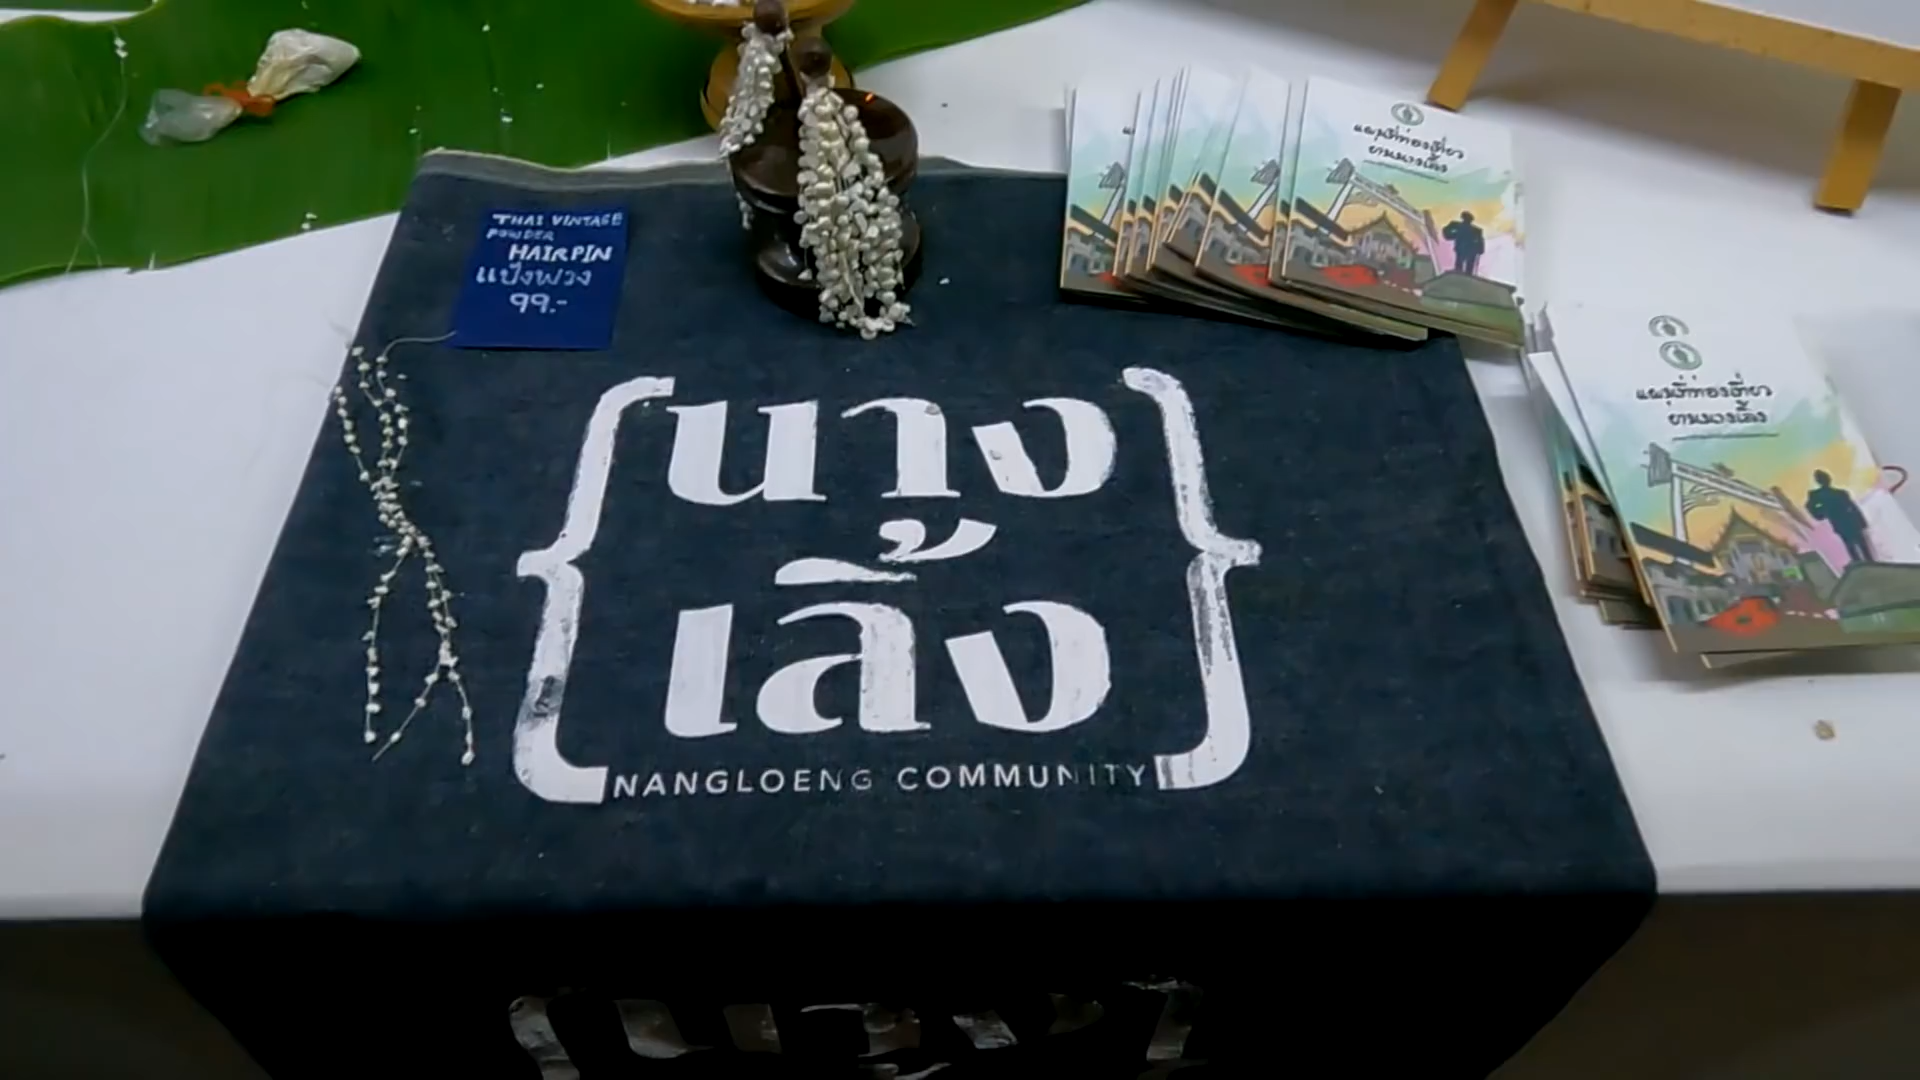 THAI VINTAGE
POWDER
HAIRPIN
แป้งพวง
99.-
แผนที่ท่องเที่ยว
ย่านนางเลิ้ง
แผนที่ท่องเที่ยว
ย่านนางเลิ้ง
นาง
เลิ้ง
NANGLOENG COMMUNITY